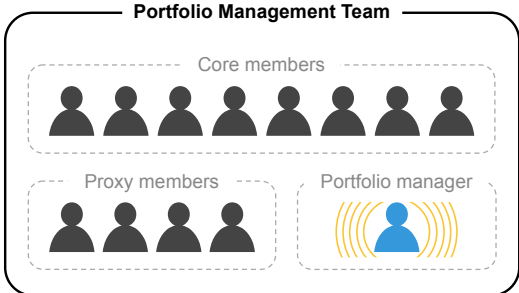 Portfolio Management Team
Core members
Proxy members
Portfolio manager